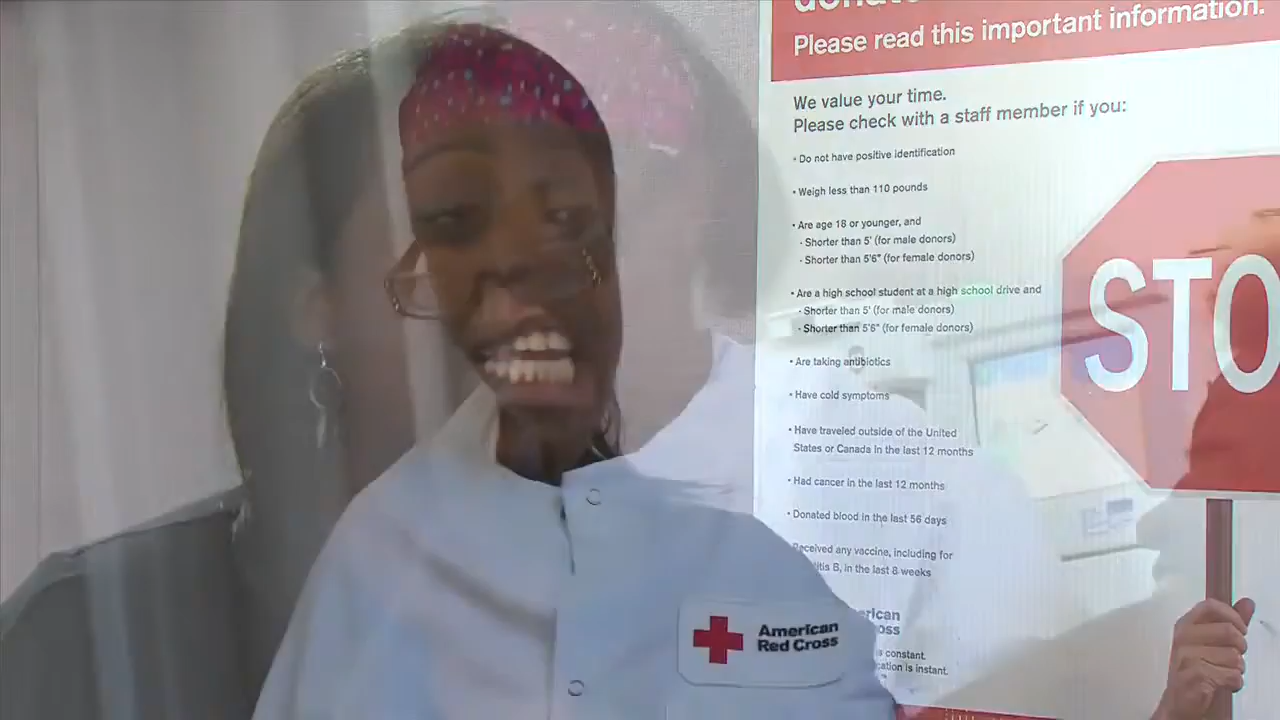 Please read this important information.
We value your time.
Please check with a staff member if you:
• Do not have positive identification
• Weigh less than 110 pounds
• Are age 18 or younger, and
- Shorter than 5' (for male donors)
- Shorter than 5'6" (for female donors)
• Are a high school student at a high school drive and
- Shorter than 5' (for male donors)
- Shorter than 5'6" (for female donors)
• Are taking antibiotics
• Have cold symptoms
• Have traveled outside of the United
States or Canada in the last 12 months
• Had cancer in the last 12 months
• Donated blood in the last 56 days
Received any vaccine, including for
B, in the last 8 weeks
constant.
is instant.
STO
American
Red Cross